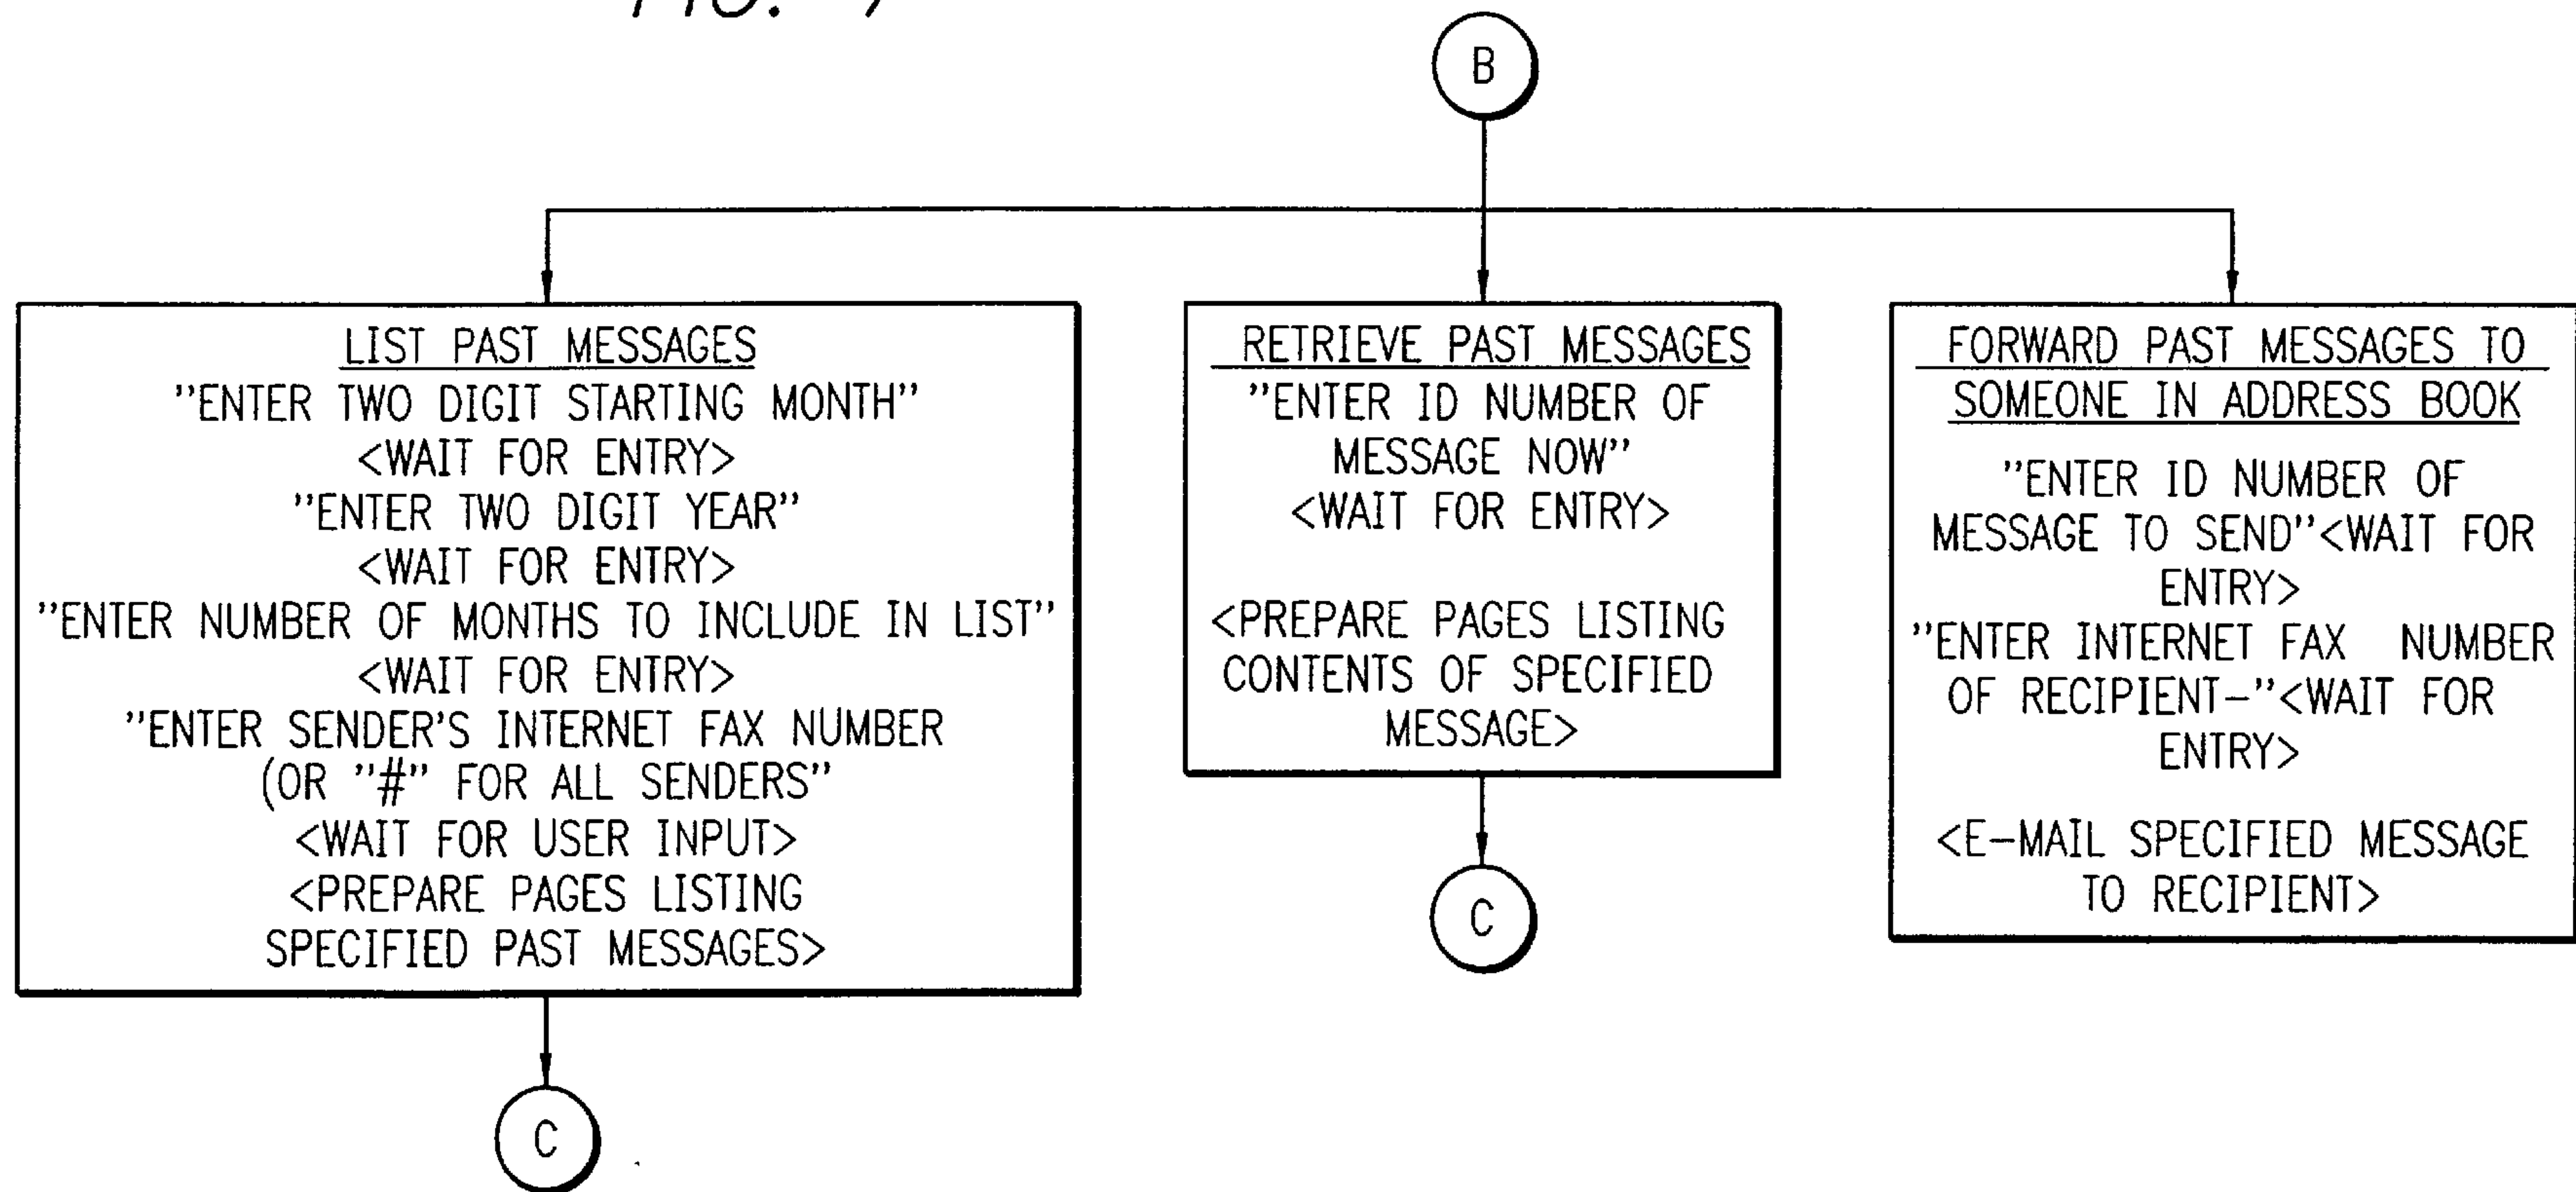 B
LIST PAST MESSAGES
"ENTER TWO DIGIT STARTING MONTH"
<WAIT FOR ENTRY>
"ENTER TWO DIGIT YEAR"
<WAIT FOR ENTRY>
"ENTER NUMBER OF MONTHS TO INCLUDE IN LIST"
<WAIT FOR ENTRY>
"ENTER SENDER'S INTERNET FAX NUMBER
(OR "#" FOR ALL SENDERS"
<WAIT FOR USER INPUT>
<PREPARE PAGES LISTING
SPECIFIED PAST MESSAGES>
C
RETRIEVE PAST MESSAGES
"ENTER ID NUMBER OF
MESSAGE NOW"
<WAIT FOR ENTRY>
<PREPARE PAGES LISTING
CONTENTS OF SPECIFIED
MESSAGE>
C
FORWARD PAST MESSAGES TO
SOMEONE IN ADDRESS BOOK
"ENTER ID NUMBER OF
MESSAGE TO SEND"<WAIT FOR
ENTRY>
"ENTER INTERNET FAX NUMBER
OF RECIPIENT-"<WAIT FOR
ENTRY>
<E-MAIL SPECIFIED MESSAGE
TO RECIPIENT>